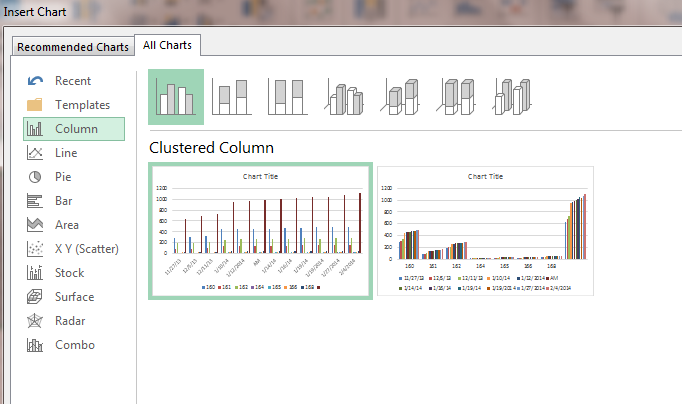 Insert Chart
Recommended Charts
All Charts
Recent
Templates
Column
Line
Pie
Bar
Area
X Y (Scatter)
Stock
Surface
Radar
Combo
Clustered Column
Chart Title
1200
1000
800
600
400
200
0
11/27/13
12/5/13
12/11/13
1/10/14
1/12/2014
AM
1/14/14
1/16/14
1/19/14
1/19/2014
1/27/2014
2/4/2014
160 161 162 164 165 166 168
Chart Title
1200
1000
800
600
400
200
0
160 161 162 164 165 166 168
11/27/13 12/5/13 12/11/13 1/10/14 1/12/2014 AM
1/14/14 1/16/14 1/19/14 1/19/2014 1/27/2014 2/4/2014